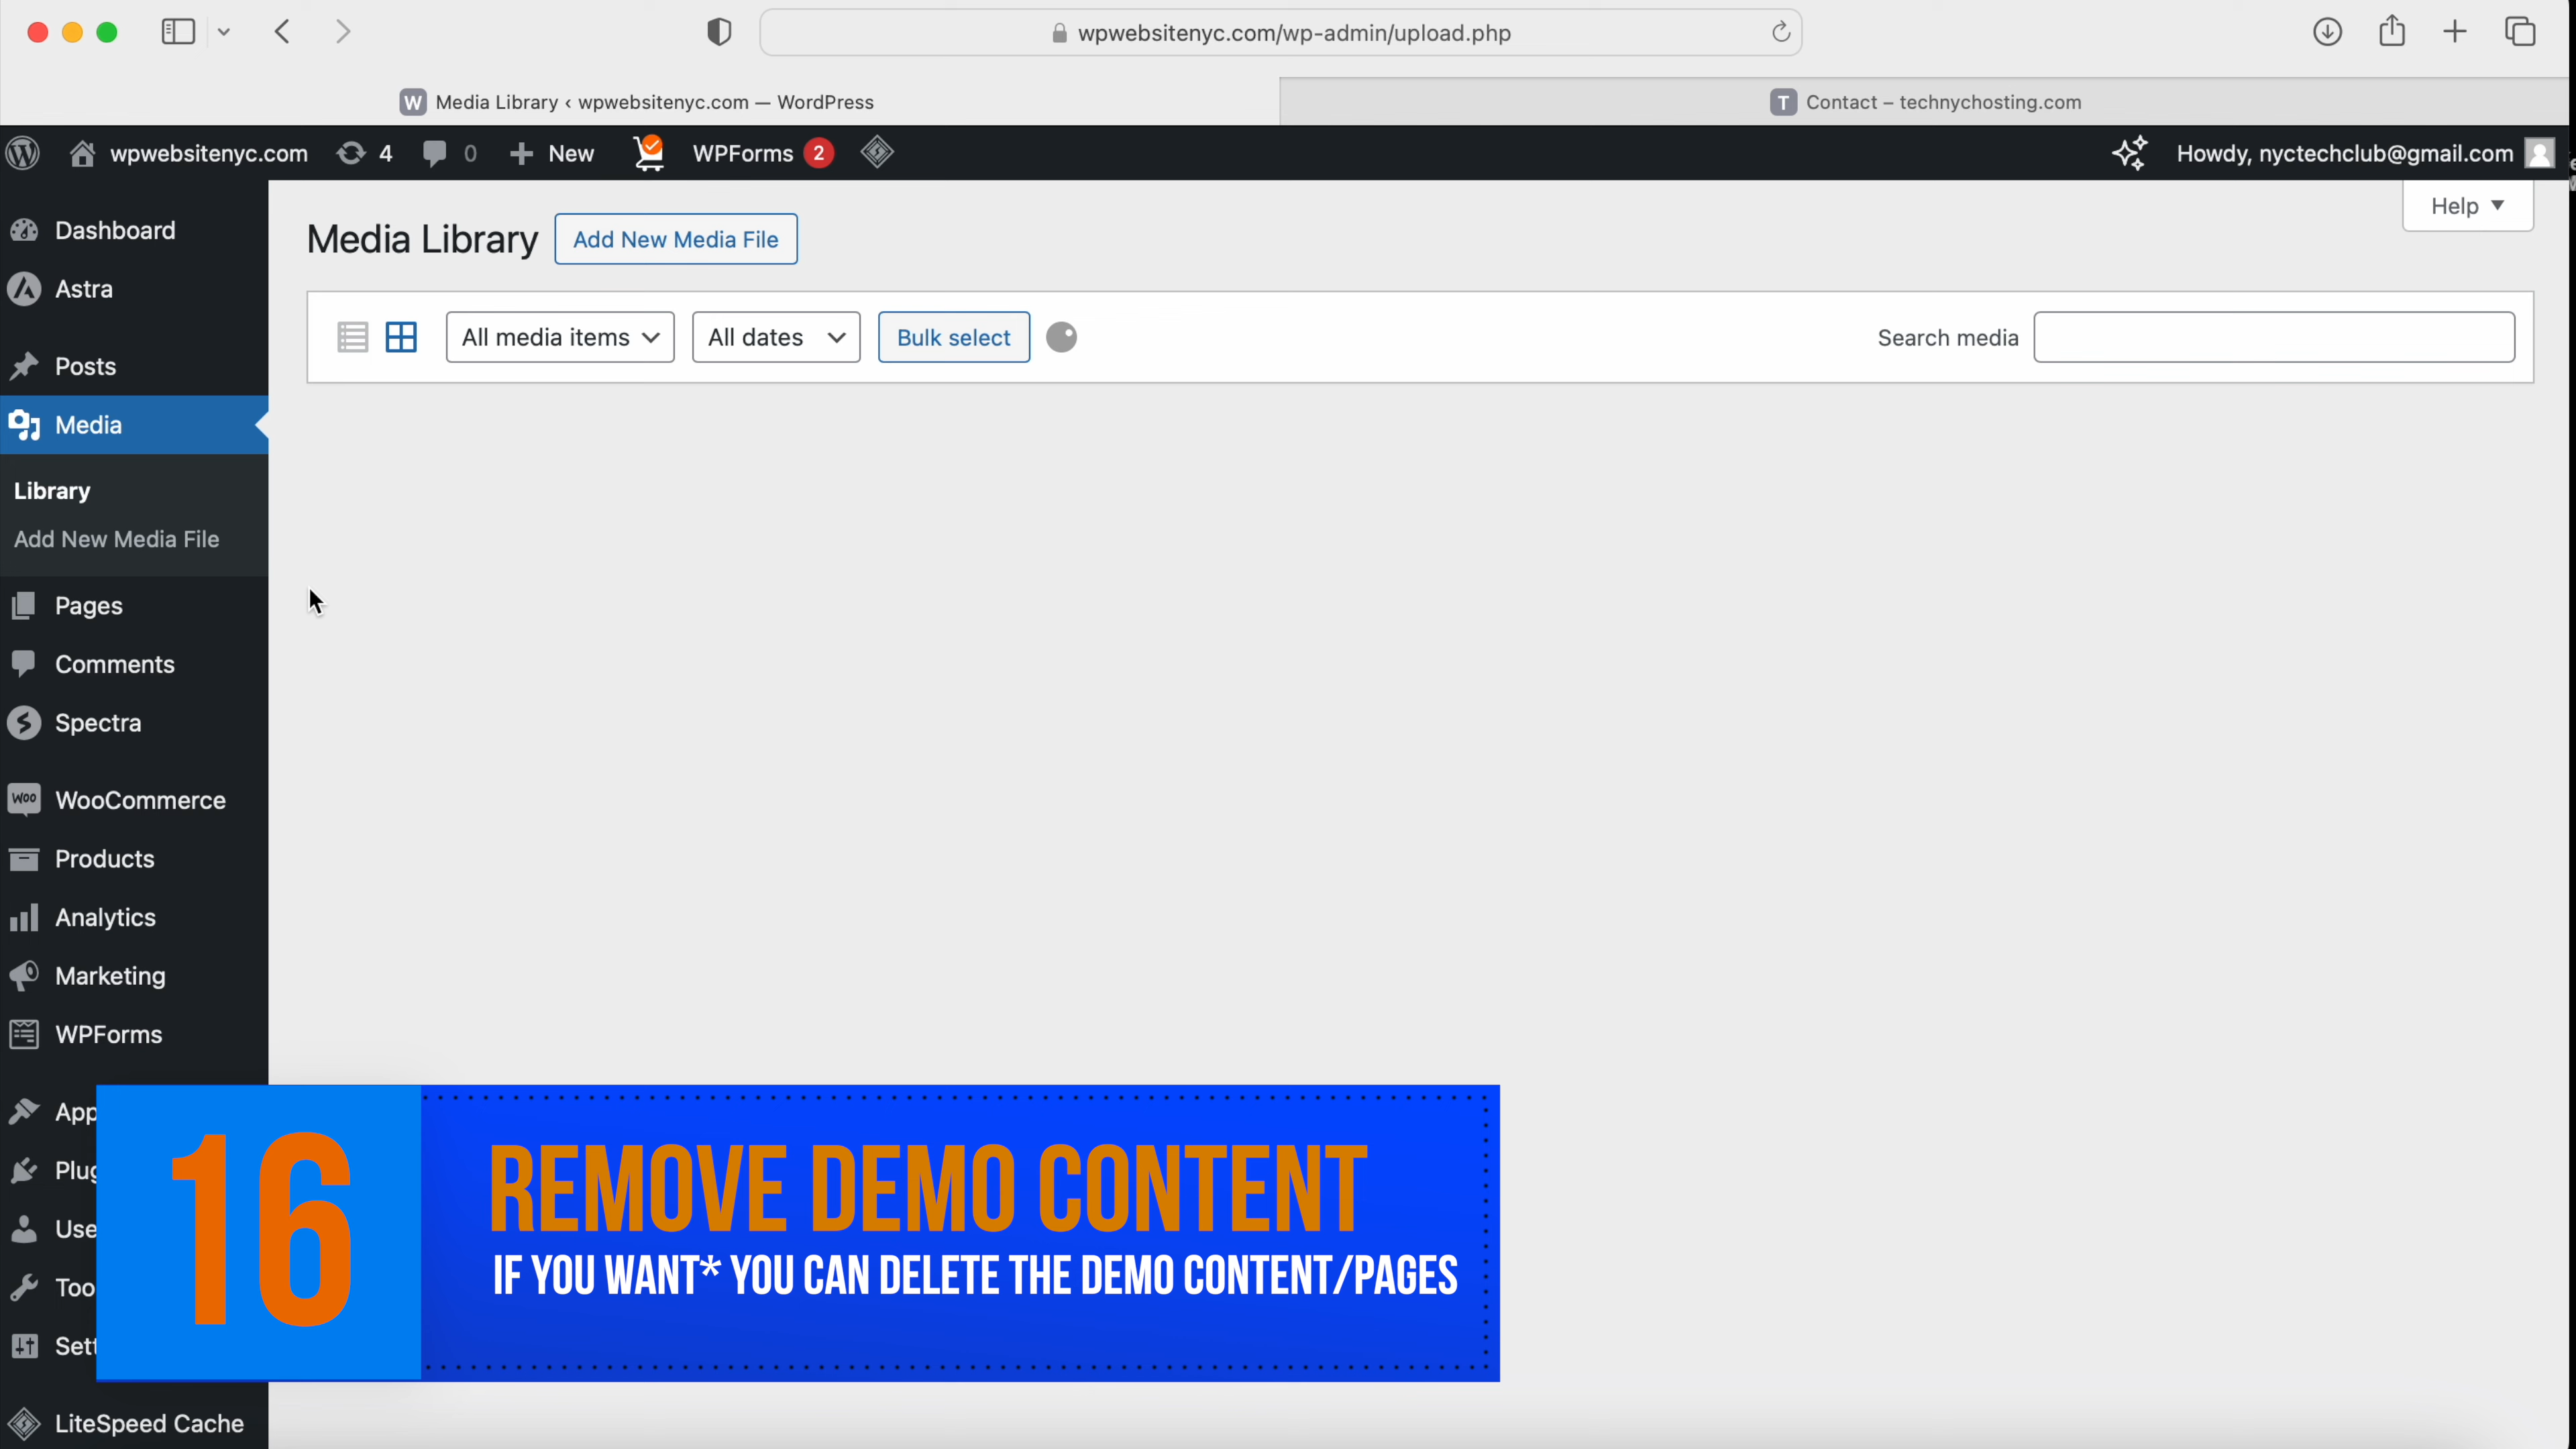 wpwebsitenyc.com/wp-admin/upload.php
W Media Library ‹ wpwebsitenyc.com — WordPress
T Contact – technychosting.com
wpwebsitenyc.com 4 0 New WPForms 2 Howdy, nyctechclub@gmail.com
Help
Media Library Add New Media File
All media items All dates Bulk select Search media
Dashboard
Astra
Posts
Media
Library
Add New Media File
Pages
Comments
Spectra
WooCommerce
Products
Analytics
Marketing
WPForms
App
Plug
Use
Too
Sett
LiteSpeed Cache
16
REMOVE DEMO CONTENT
IF YOU WANT* YOU CAN DELETE THE DEMO CONTENT/PAGES